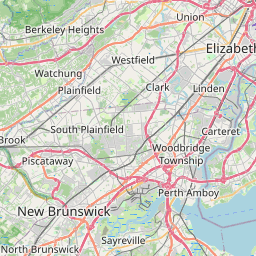 Union
Berkeley Heights
Elizabeth
Westfield
Watchung
Clark
Linden
Plainfield
South Plainfield
Carteret
Brook
Woodbridge
Township
Piscataway
Perth Amboy
New Brunswick
Sayreville
North Brunswick